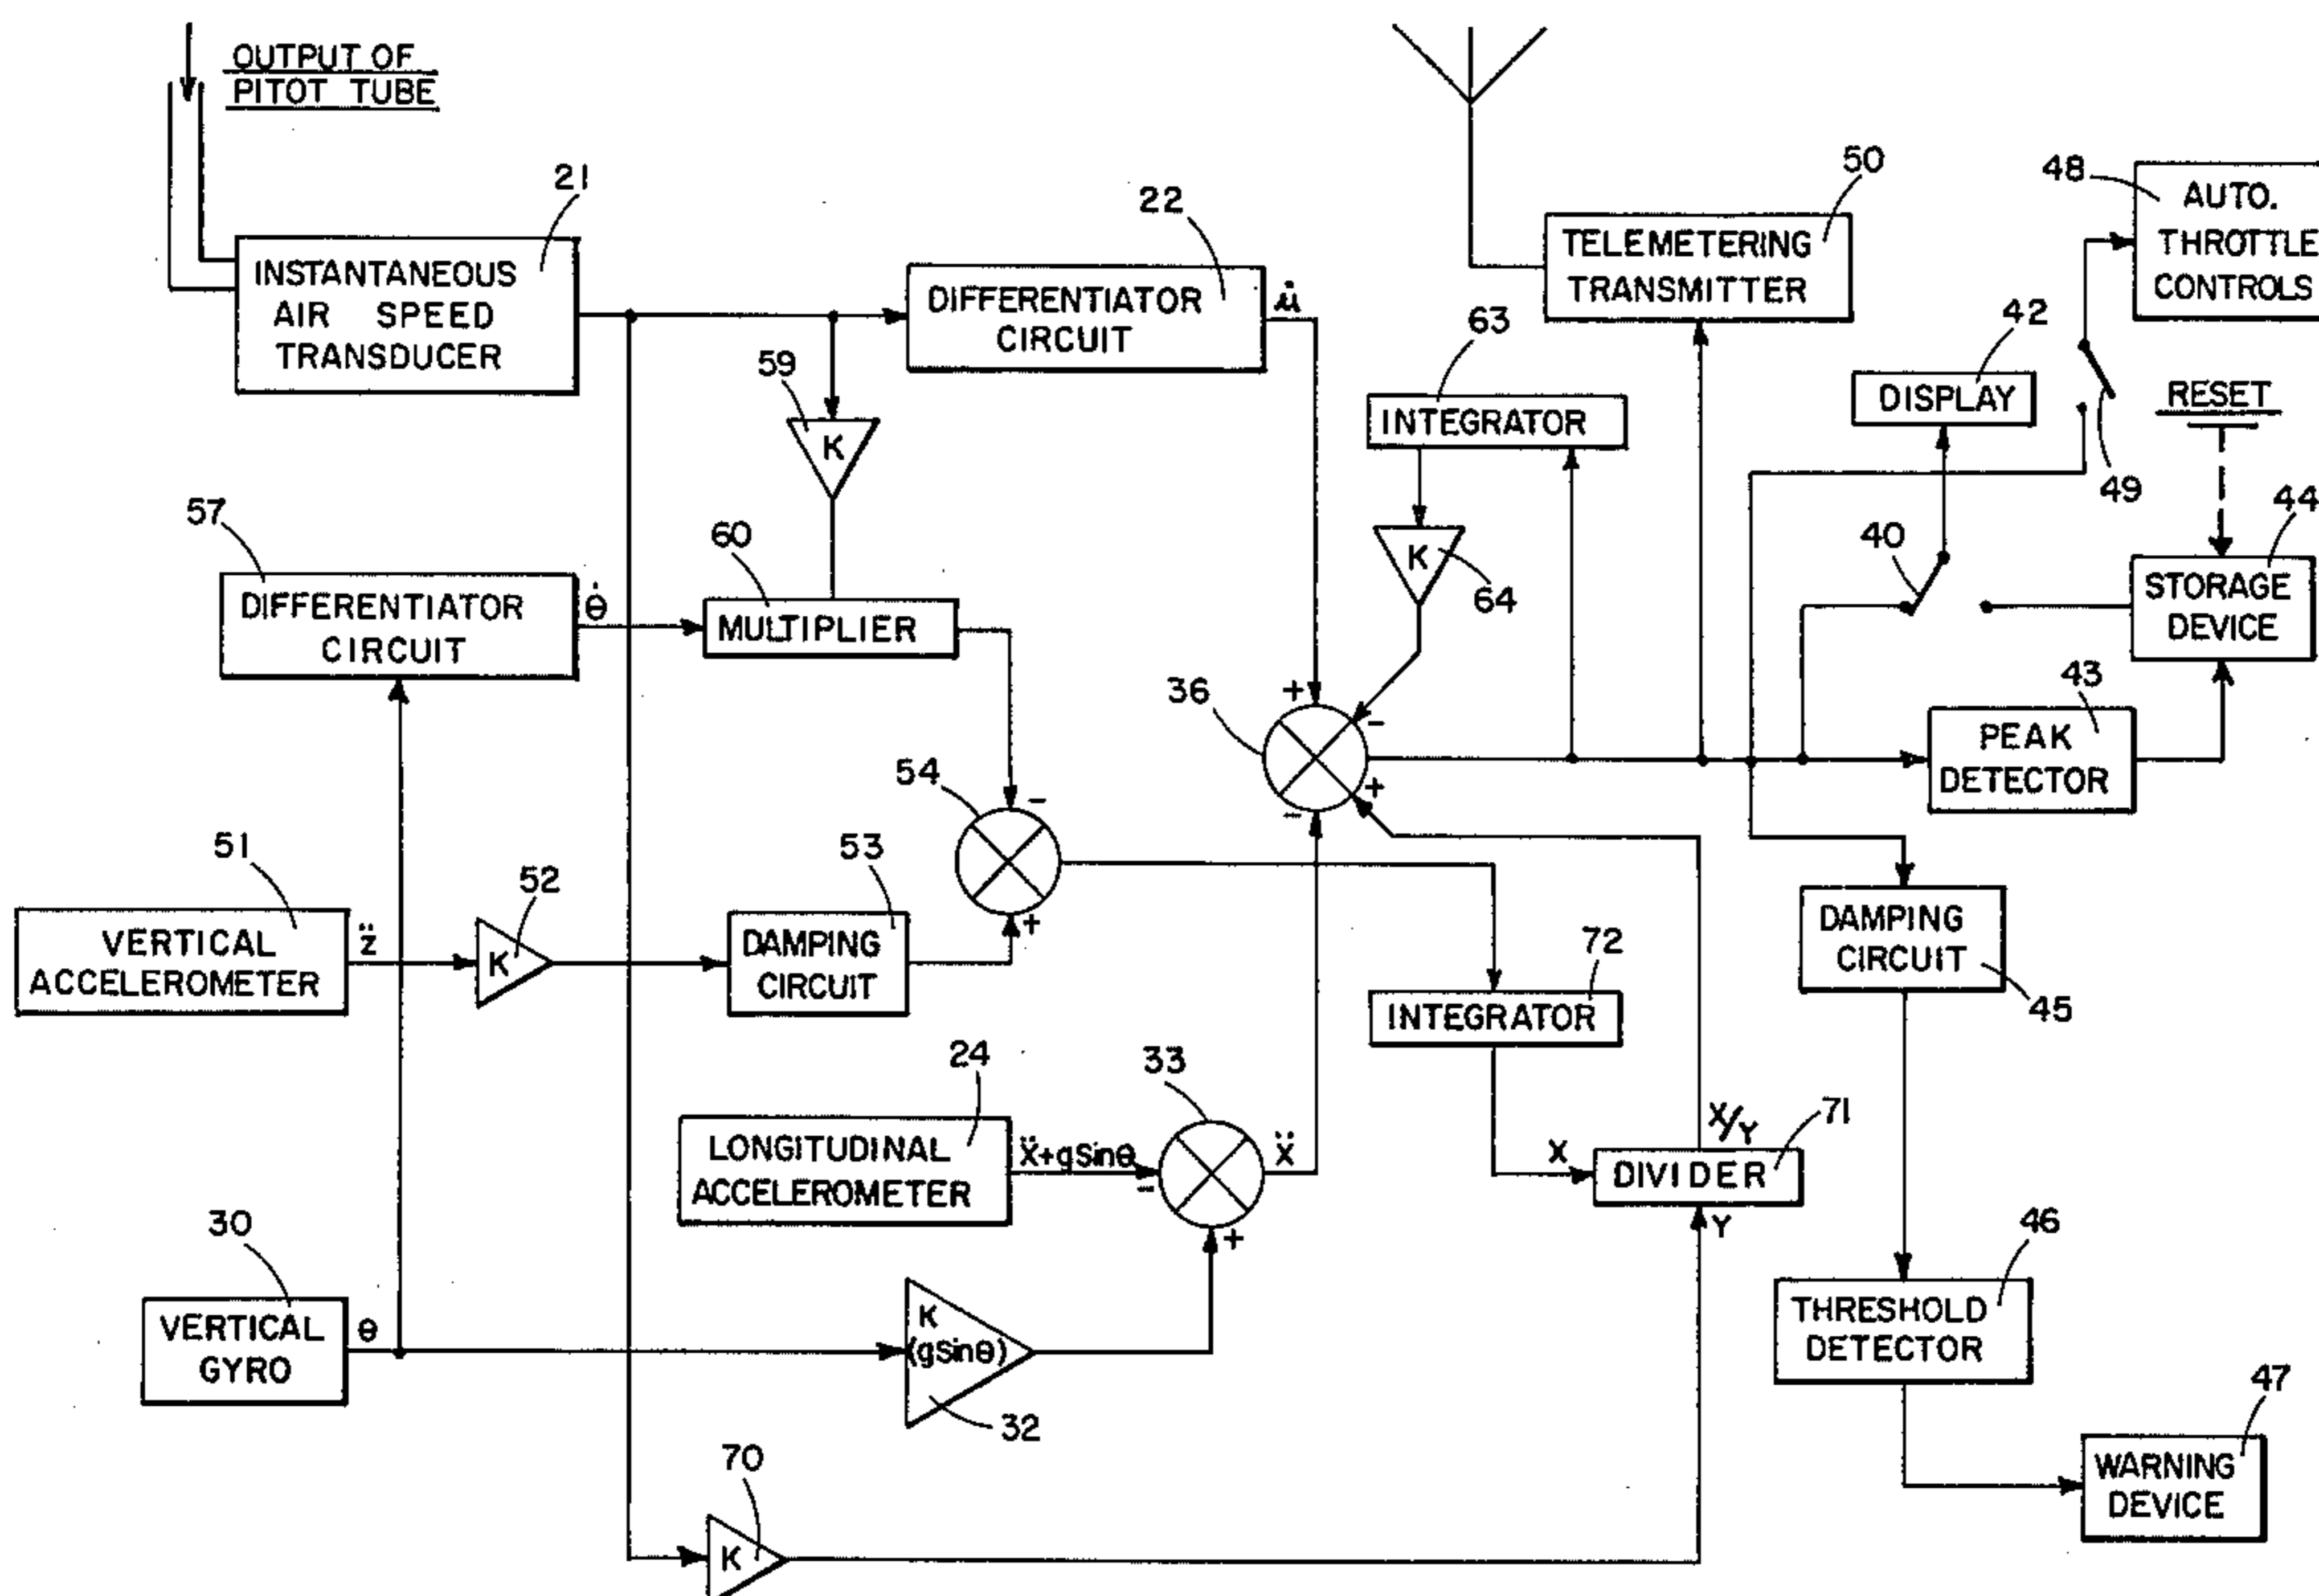 OUTPUT OF
PITOT TUBE
21
INSTANTANEOUS
AIR SPEED
TRANSDUCER
22
DIFFERENTIATOR
CIRCUIT
u̇
50
TELEMETERING
TRANSMITTER
48
AUTO.
THROTTLE
CONTROLS
63
INTEGRATOR
42
DISPLAY
RESET
49
59
K
57
DIFFERENTIATOR
CIRCUIT
θ̇
60
MULTIPLIER
K
64
40
44
STORAGE
DEVICE
36
+
-
+
-
43
PEAK
DETECTOR
54
-
+
51
VERTICAL
ACCELEROMETER
z̈
52
K
53
DAMPING
CIRCUIT
72
INTEGRATOR
DAMPING
CIRCUIT
45
24
LONGITUDINAL
ACCELEROMETER
ẍ+gSinθ
33
-
+
ẍ
X
X/Y
71
DIVIDER
Y
30
VERTICAL
GYRO
θ
K
(gSinθ)
32
46
THRESHOLD
DETECTOR
47
WARNING
DEVICE
70
K